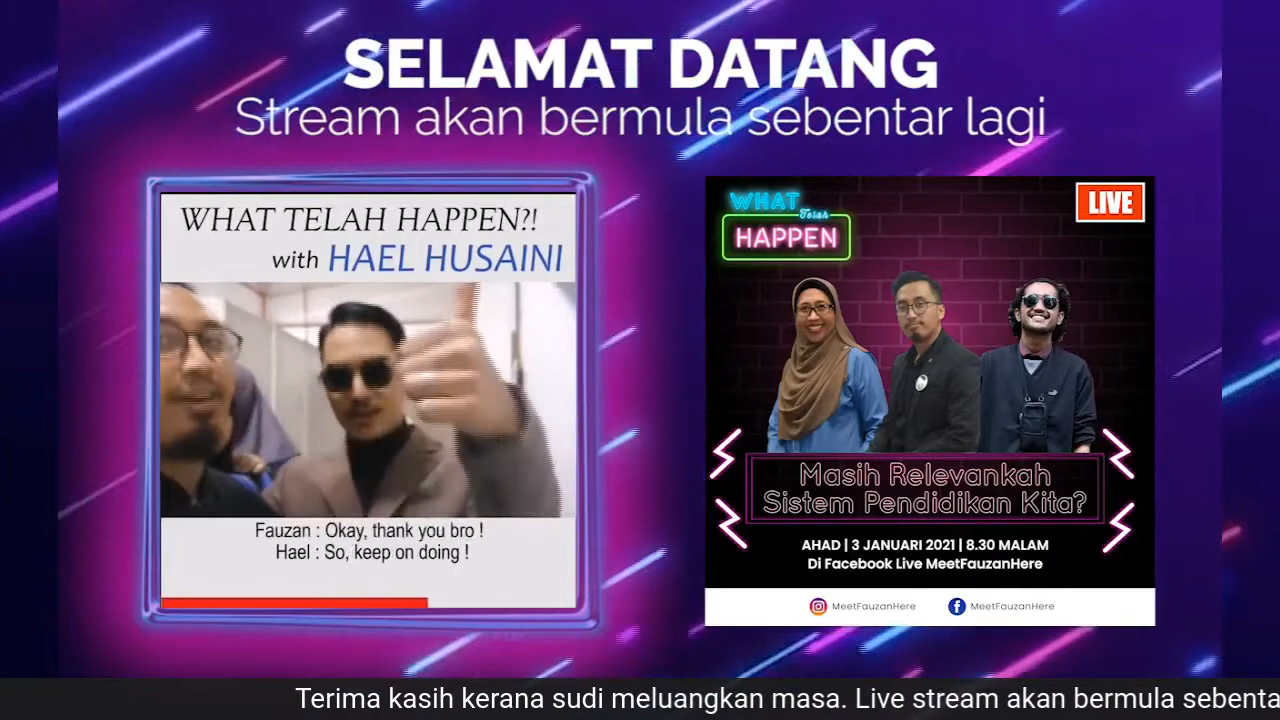 SELAMAT DATANG
Stream akan bermula sebentar lagi
WHAT TELAH HAPPEN?!
with HAEL HUSAINI
Fauzan : Okay, thank you bro !
Hael : So, keep on doing !
WHAT
Telah
HAPPEN
LIVE
Masih Relevankah
Sistem Pendidikan Kita?
AHAD | 3 JANUARI 2021 | 8.30 MALAM
Di Facebook Live MeetFauzanHere
MeetFauzanHere MeetFauzanHere
Terima kasih kerana sudi meluangkan masa. Live stream akan bermula sebenta